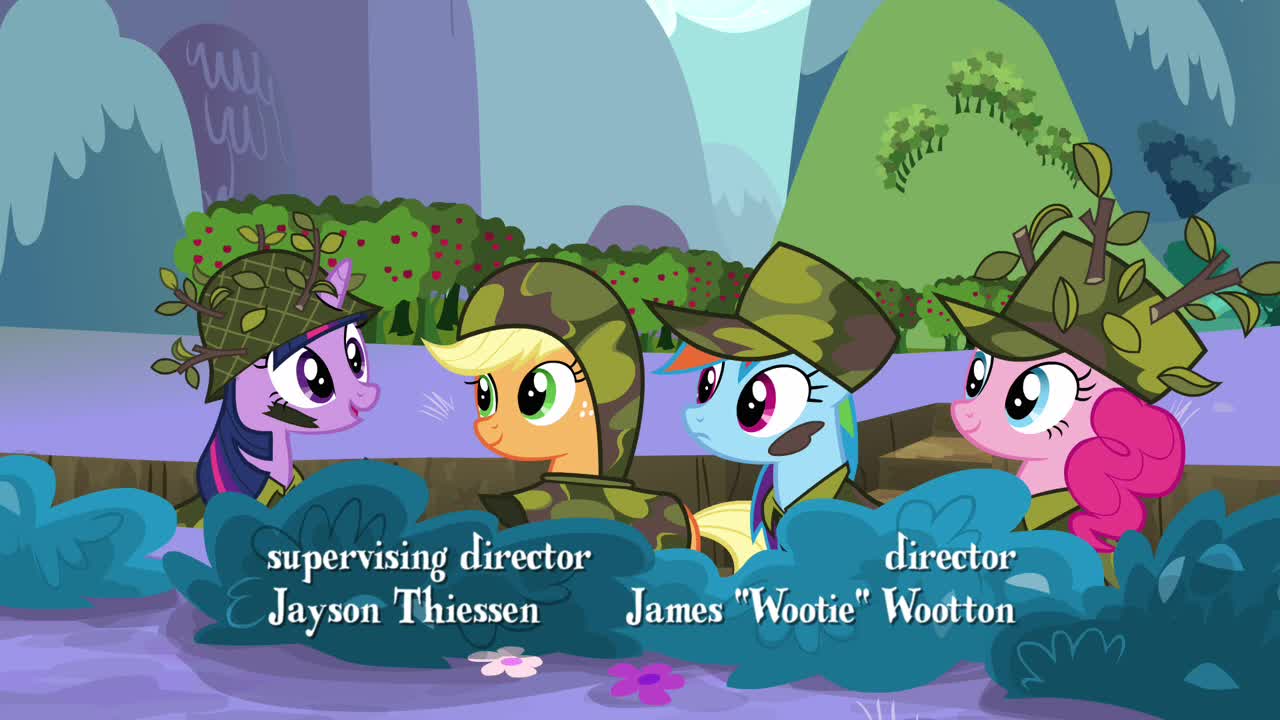 supervising director
Jayson Thiessen
director
James "Wootie" Wootton